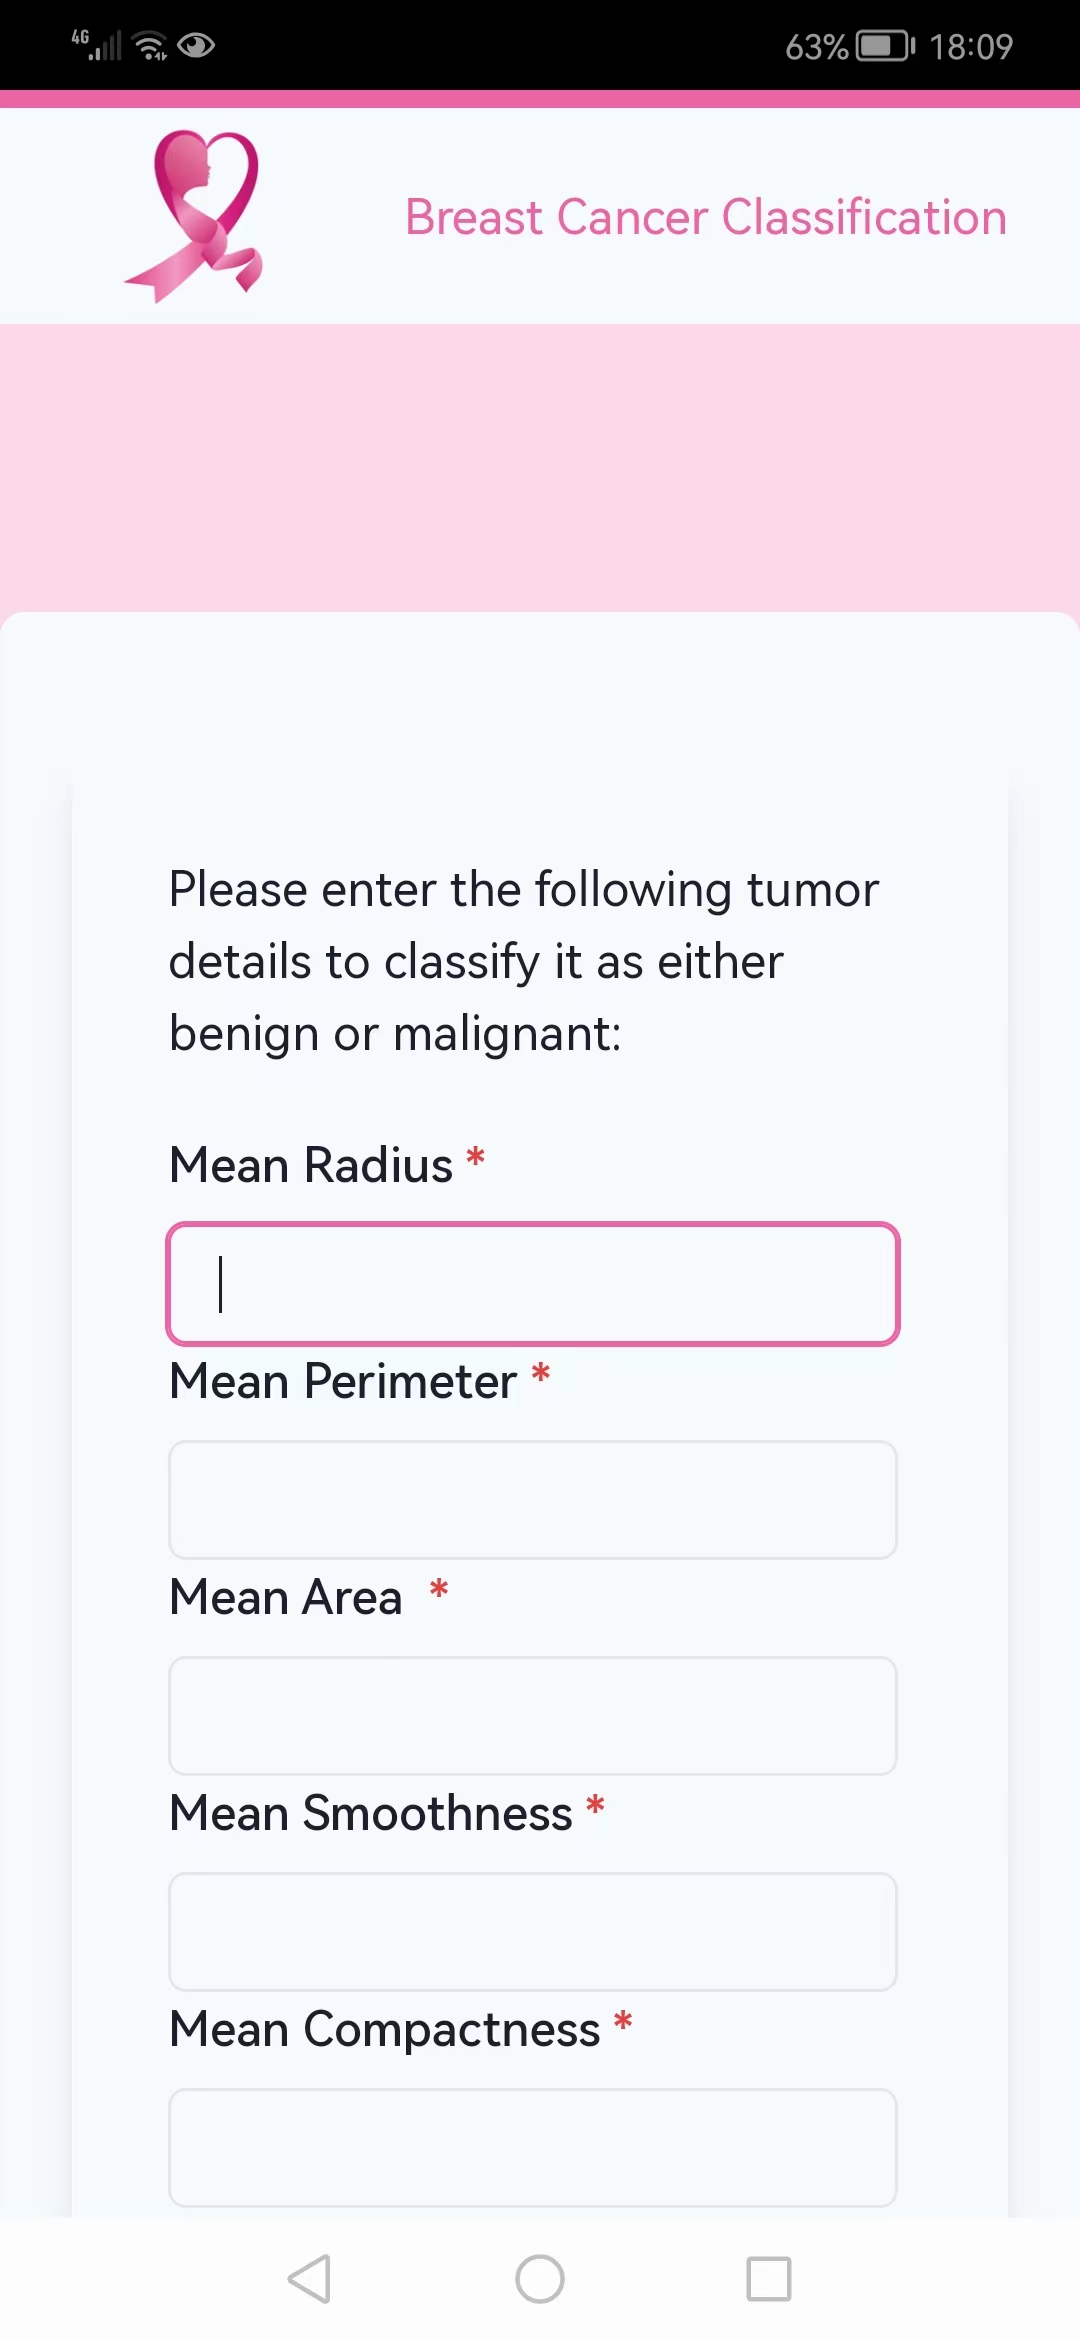 4G 63% 18:09
Breast Cancer Classification
Please enter the following tumor
details to classify it as either
benign or malignant:
Mean Radius *
Mean Perimeter *
Mean Area *
Mean Smoothness *
Mean Compactness *